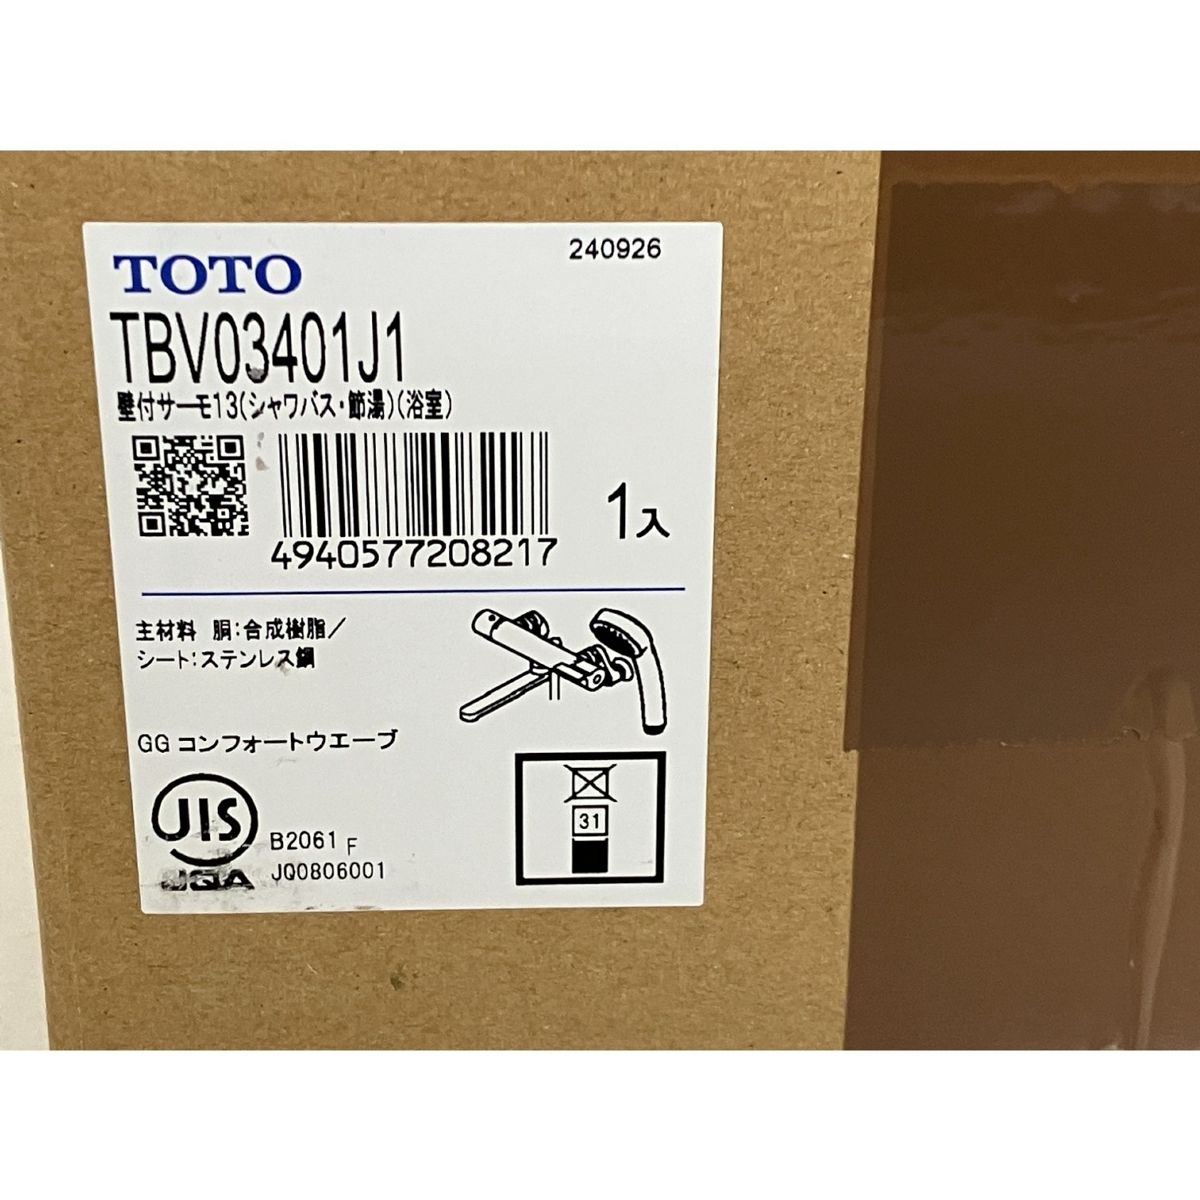 TOTO
240926
TBV03401J1
壁付サーモ13(シャワバス・節湯)(浴室)
4940577208217
1入
主材料 胴:合成樹脂/
シート:ステンレス鋼
GG コンフォートウエーブ
JIS
B2061 F
JQA
JQ0806001
31